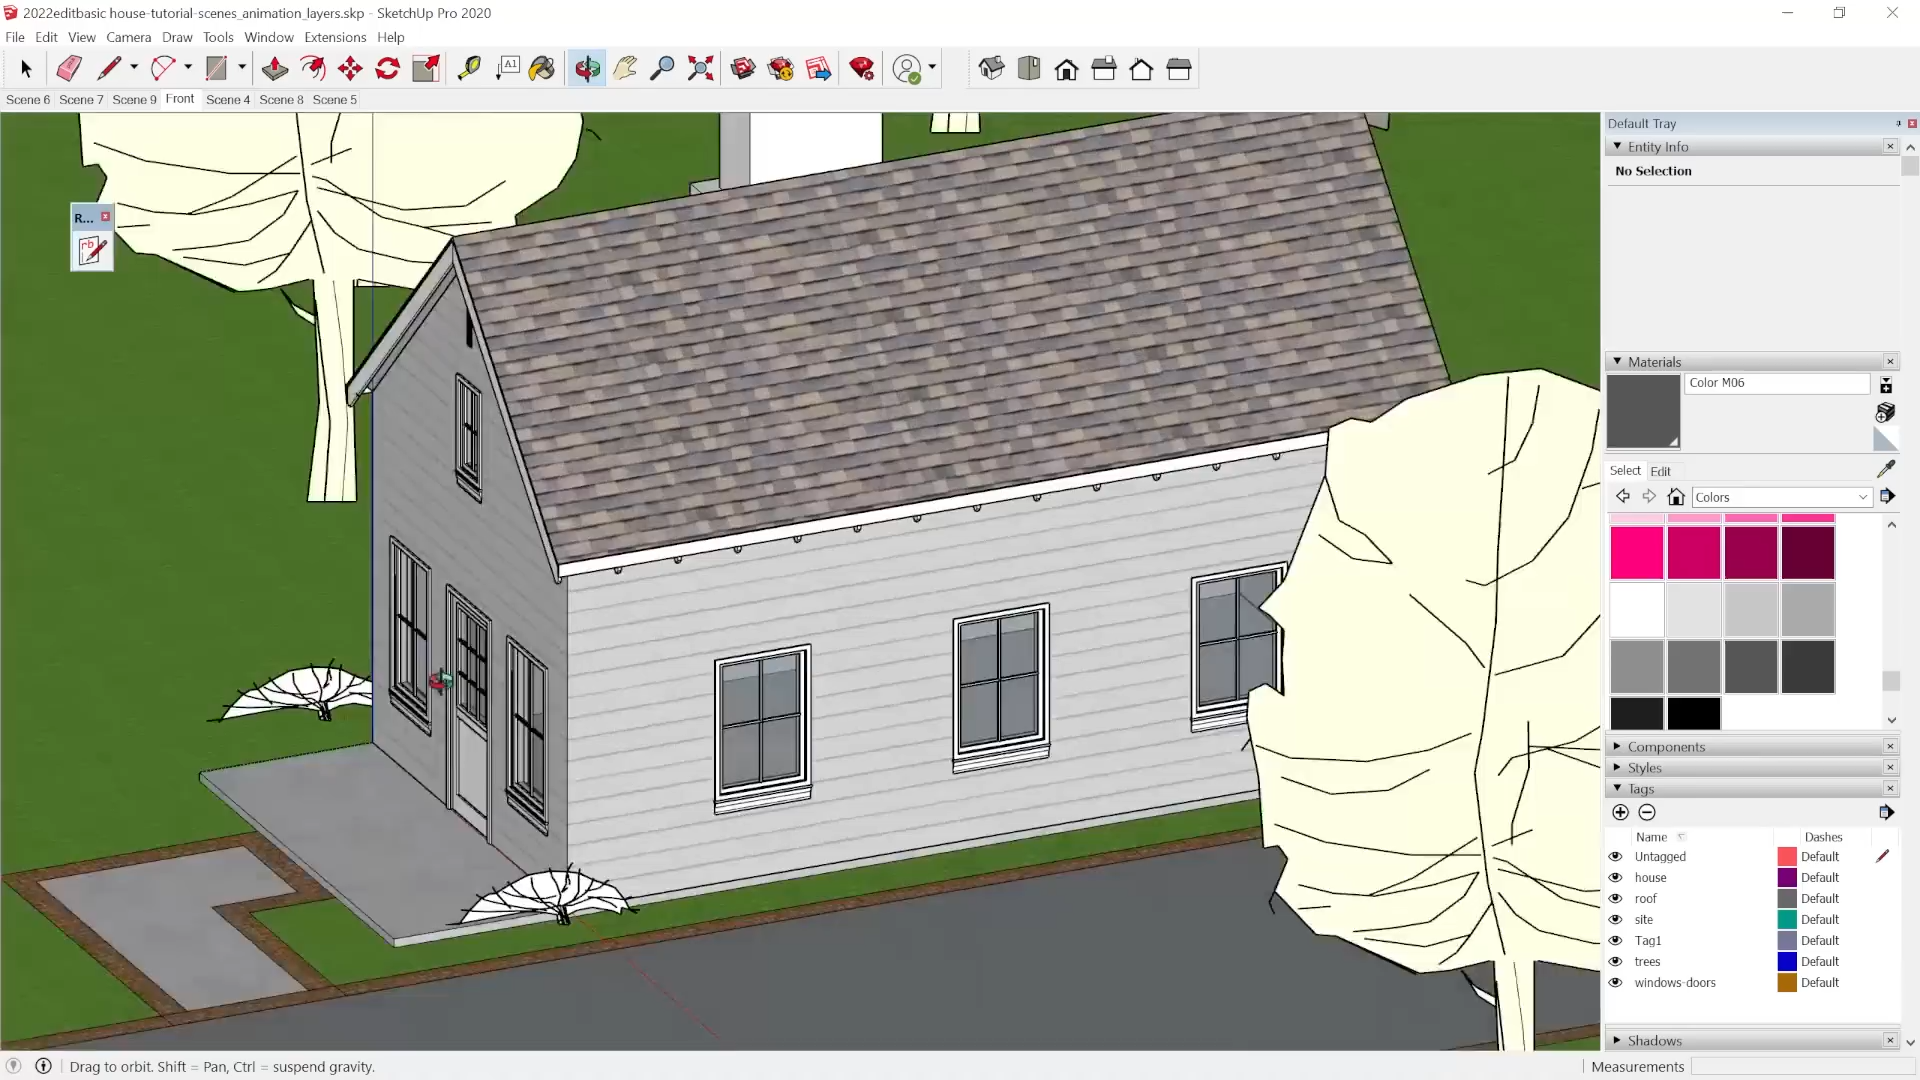 2022editbasic house-tutorial-scenes_animation_layers.skp - SketchUp Pro 2020
File Edit View Camera Draw Tools Window Extensions Help
A1
Scene 6 Scene 7 Scene 9 Front Scene 4 Scene 8 Scene 5
Default Tray
Entity Info
No Selection
R...
rb
Materials
Color M06
Select Edit
Colors
Components
Styles
Tags
Name Dashes
Untagged Default
house Default
roof Default
site Default
Tag1 Default
trees Default
windows-doors Default
Shadows
Drag to orbit. Shift = Pan, Ctrl = suspend gravity.
Measurements